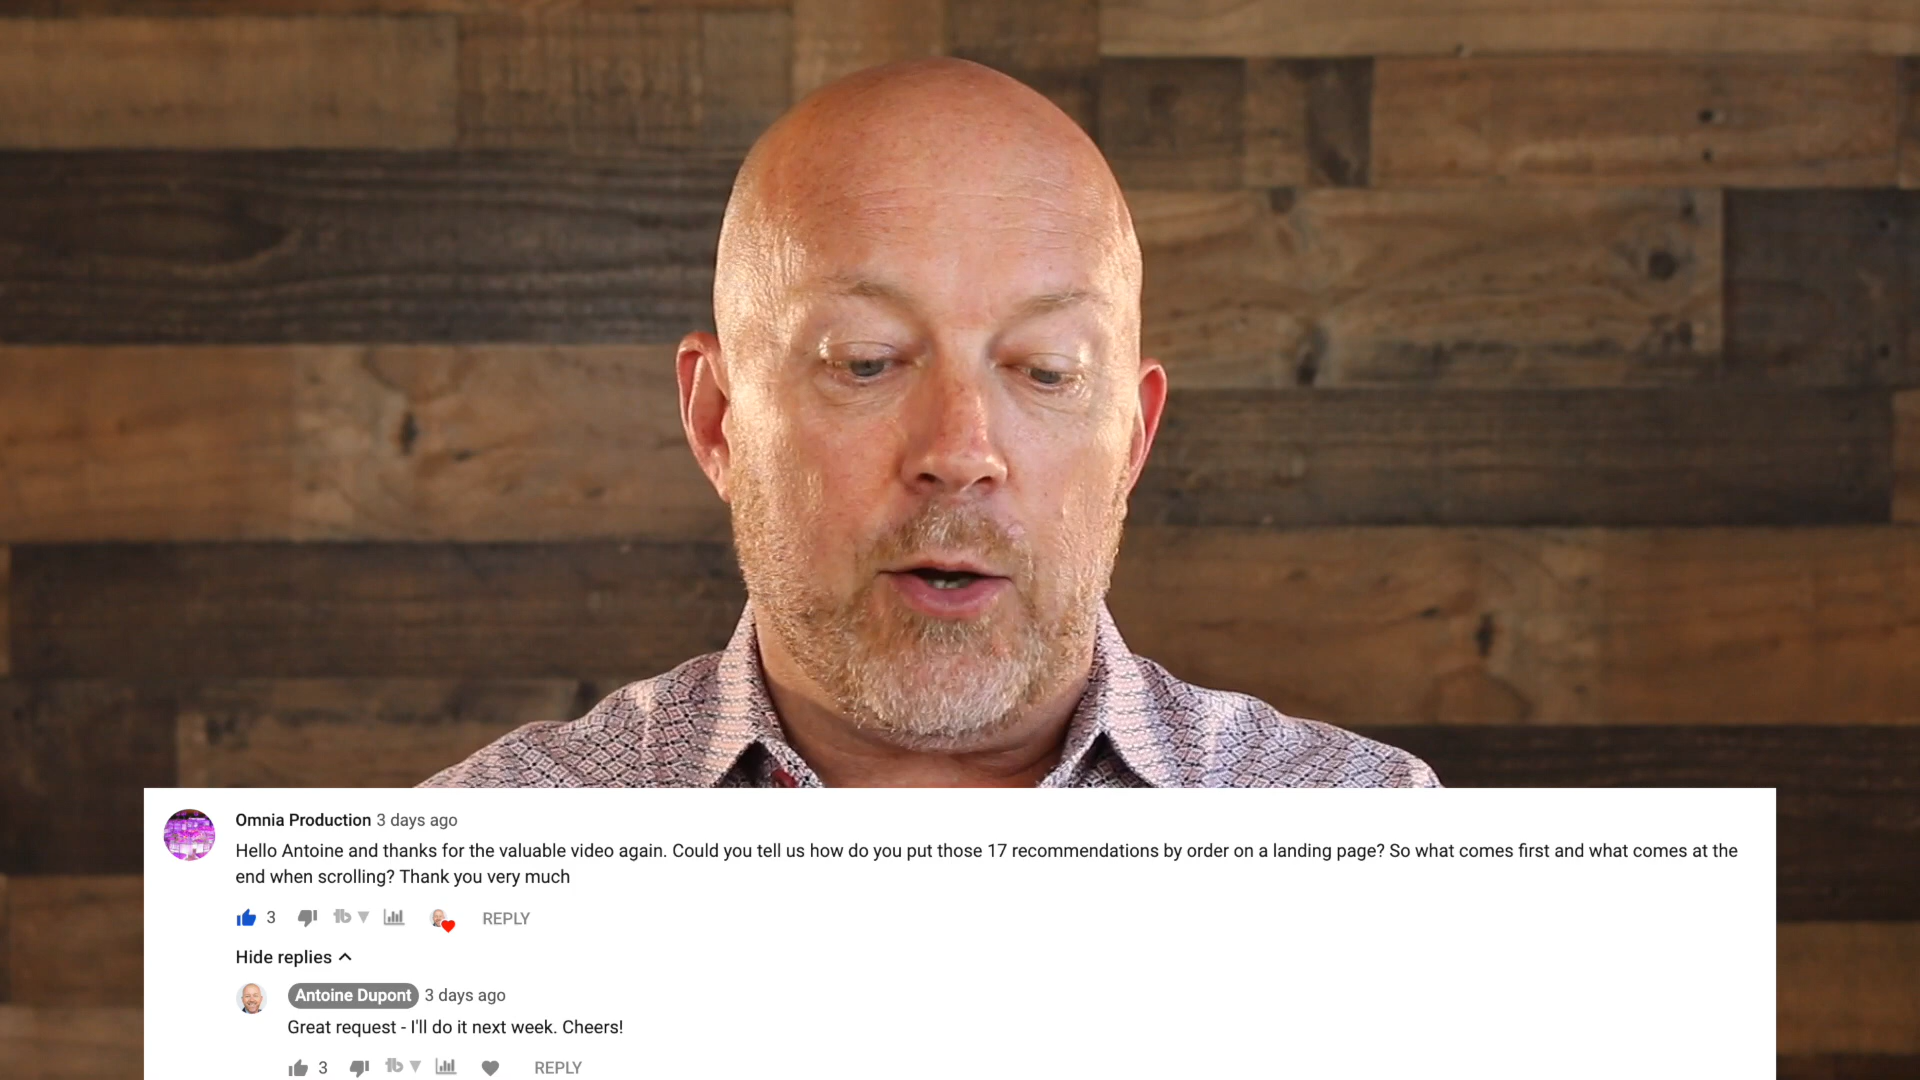 Omnia Production 3 days ago
Hello Antoine and thanks for the valuable video again. Could you tell us how do you put those 17 recommendations by order on a landing page? So what comes first and what comes at the
end when scrolling? Thank you very much
3 REPLY
Hide replies
Antoine Dupont 3 days ago
Great request - I'll do it next week. Cheers!
3 REPLY